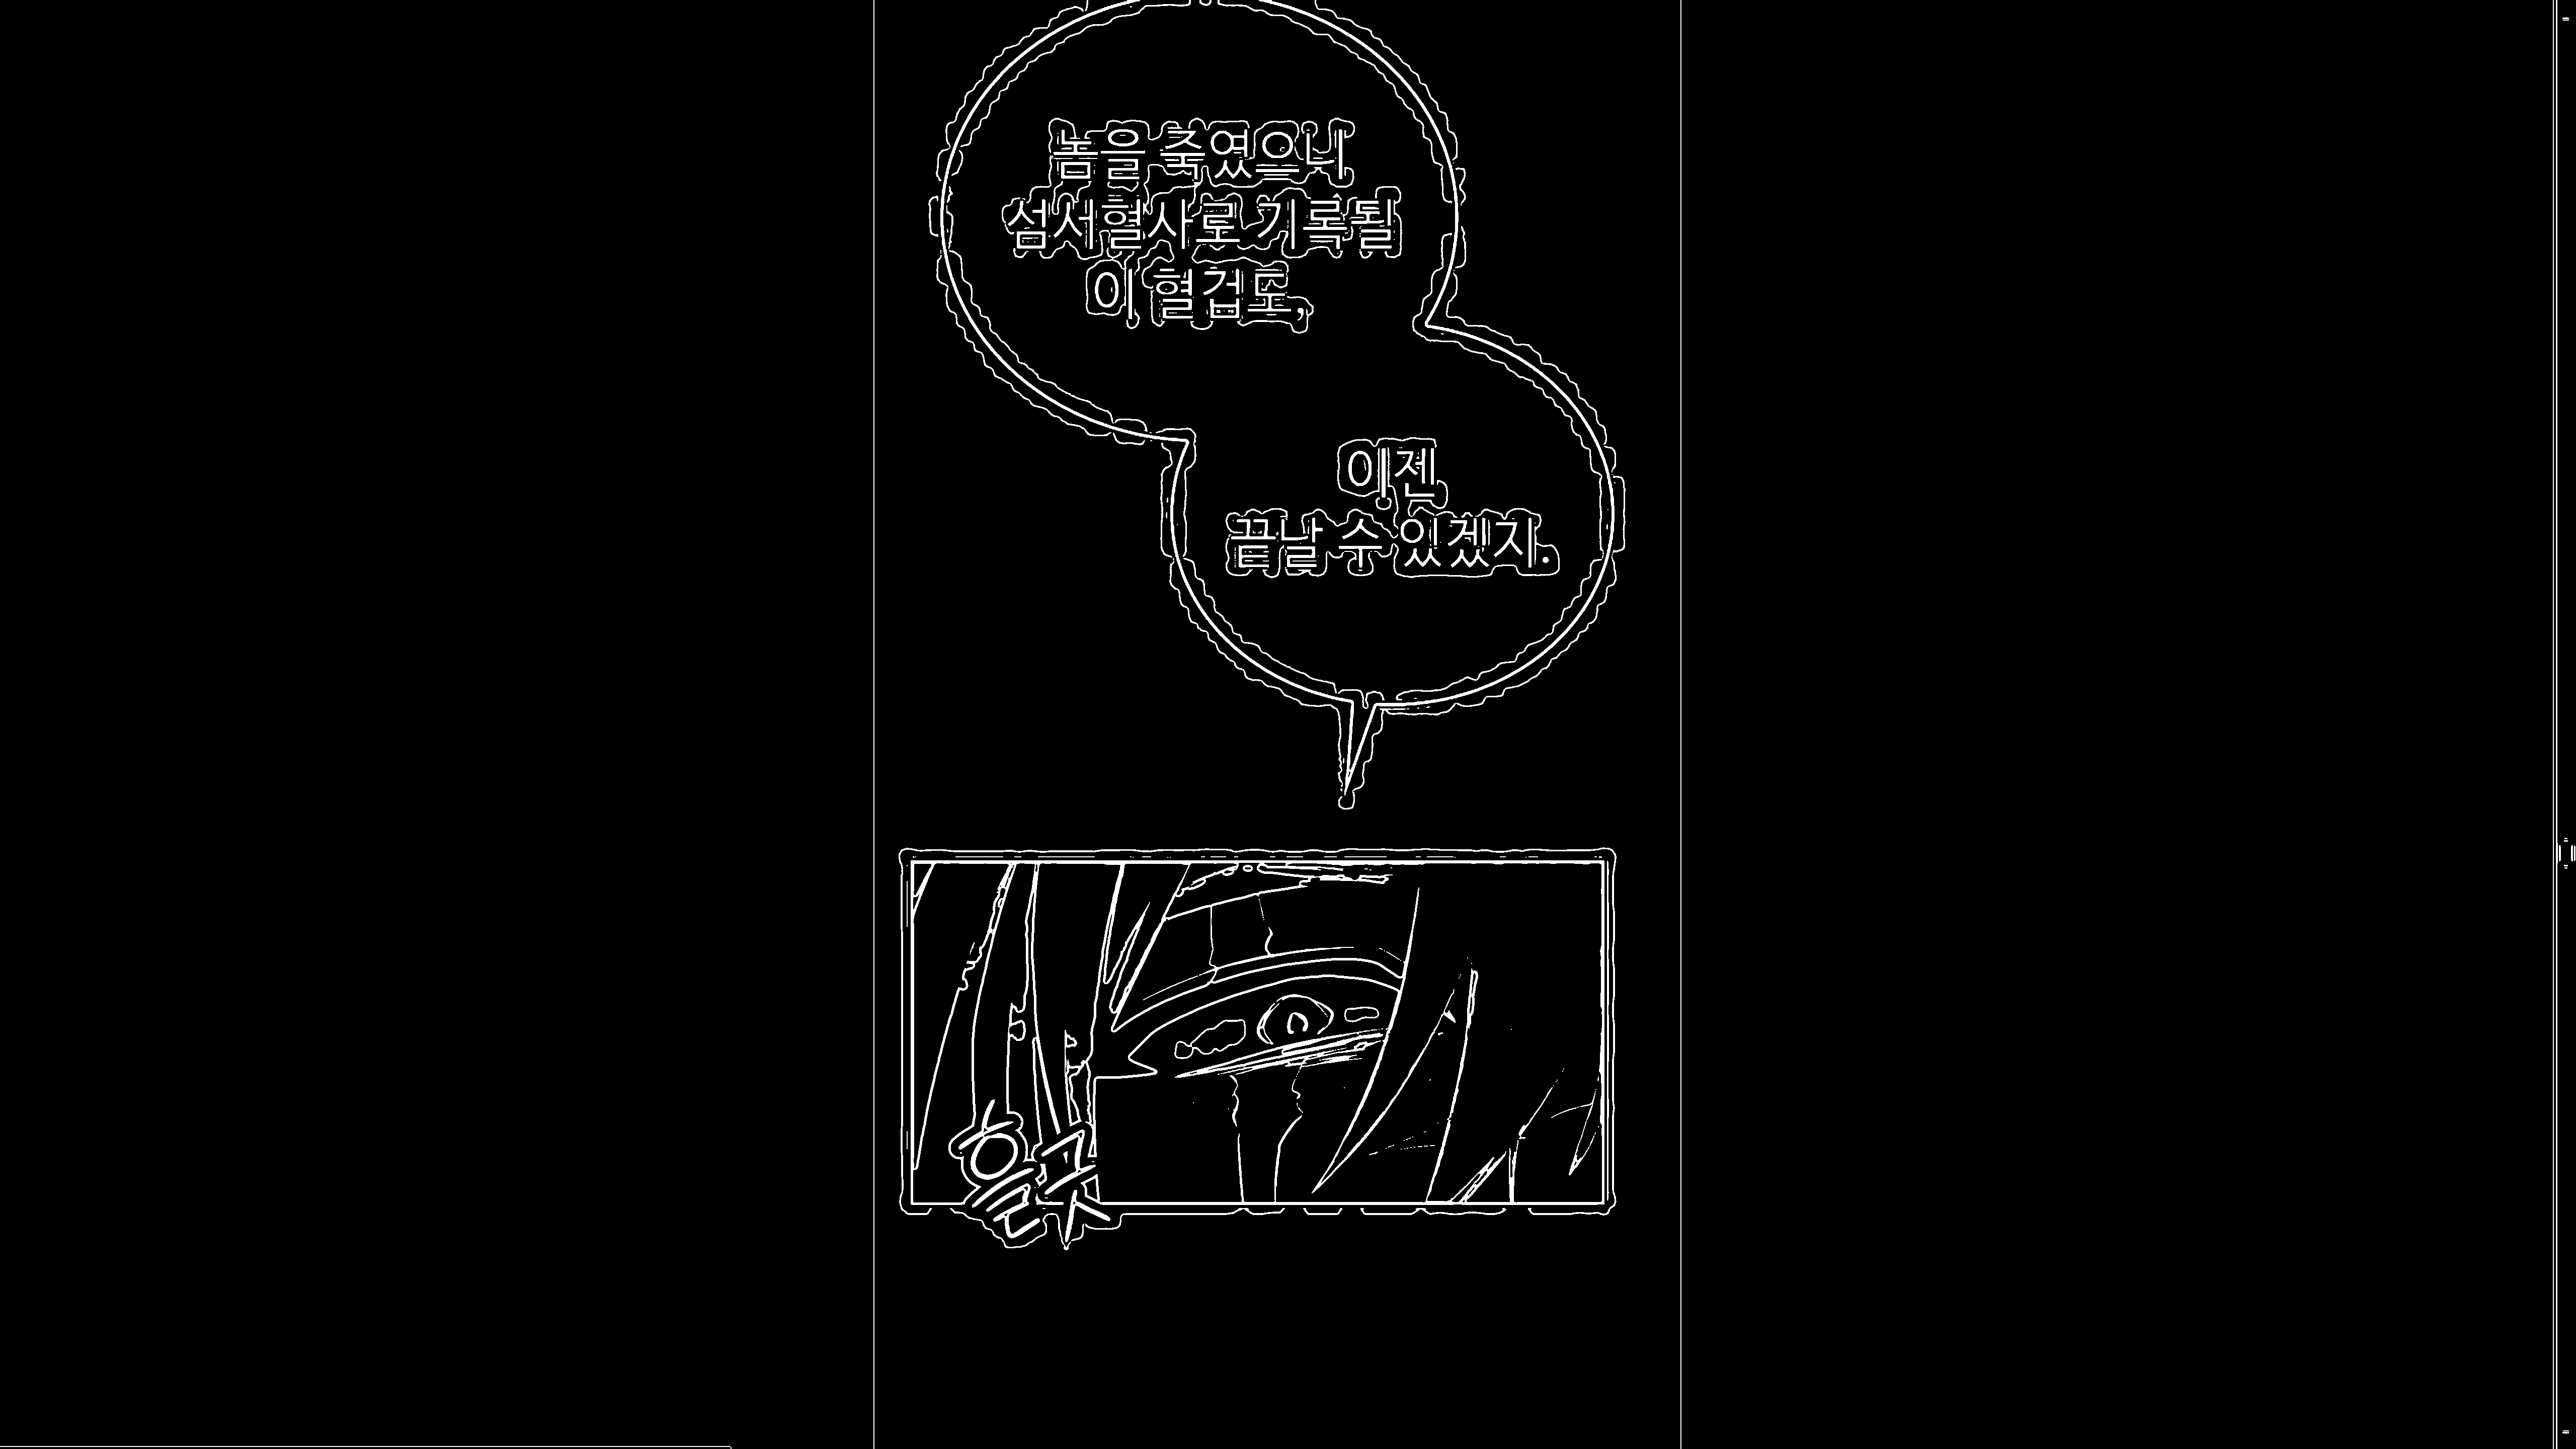 놈을 죽였으니
섬서혈사로 기록될
이 혈겁도,
이젠
끝날 수 있겠지.
흘긋